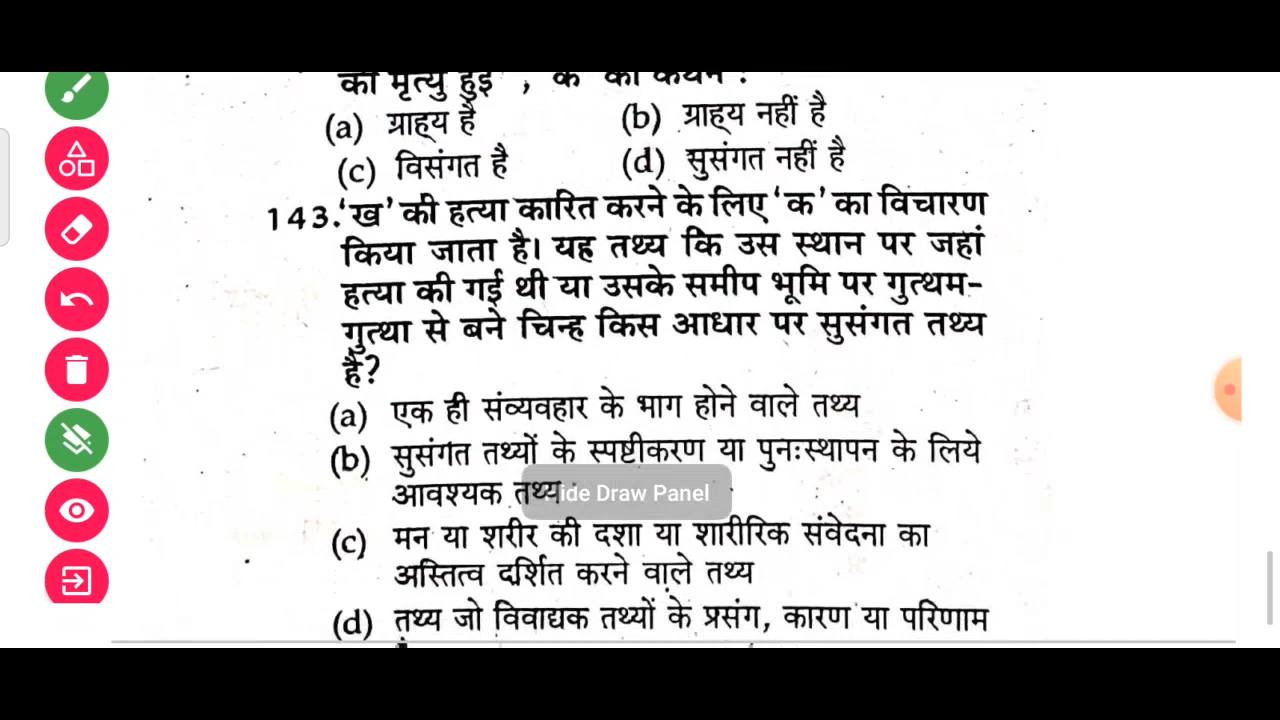 की मृत्यु हुई', 'क' का कथन :
(a) ग्राह्य है (b) ग्राह्य नहीं है
(c) विसंगत है (d) सुसंगत नहीं है
143. 'ख' की हत्या कारित करने के लिए 'क' का विचारण
किया जाता है। यह तथ्य कि उस स्थान पर जहां
हत्या की गई थी या उसके समीप भूमि पर गुत्थम-
गुत्था से बने चिन्ह किस आधार पर सुसंगत तथ्य
है?
(a) एक ही संव्यवहार के भाग होने वाले तथ्य
(b) सुसंगत तथ्यों के स्पष्टीकरण या पुनःस्थापन के लिये
आवश्यक तथ्य
ide Draw Panel
(c) मन या शरीर की दशा या शारीरिक संवेदना का
अस्तित्व दर्शित करने वाले तथ्य
(d) तथ्य जो विवाद्यक तथ्यों के प्रसंग, कारण या परिणाम